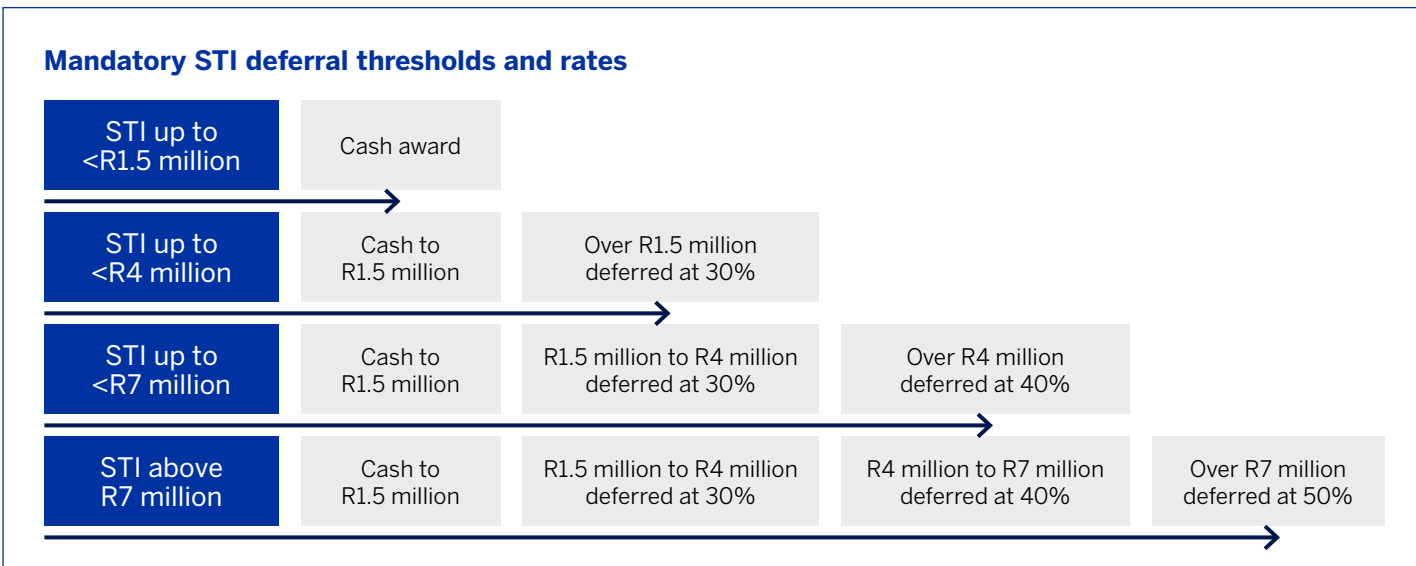 Mandatory STI deferral thresholds and rates
STI up to
<R1.5 million
Cash award
STI up to
<R4 million
Cash to
R1.5 million
Over R1.5 million
deferred at 30%
STI up to
<R7 million
Cash to
R1.5 million
R1.5 million to R4 million
deferred at 30%
Over R4 million
deferred at 40%
STI above
R7 million
Cash to
R1.5 million
R1.5 million to R4 million
deferred at 30%
R4 million to R7 million
deferred at 40%
Over R7 million
deferred at 50%